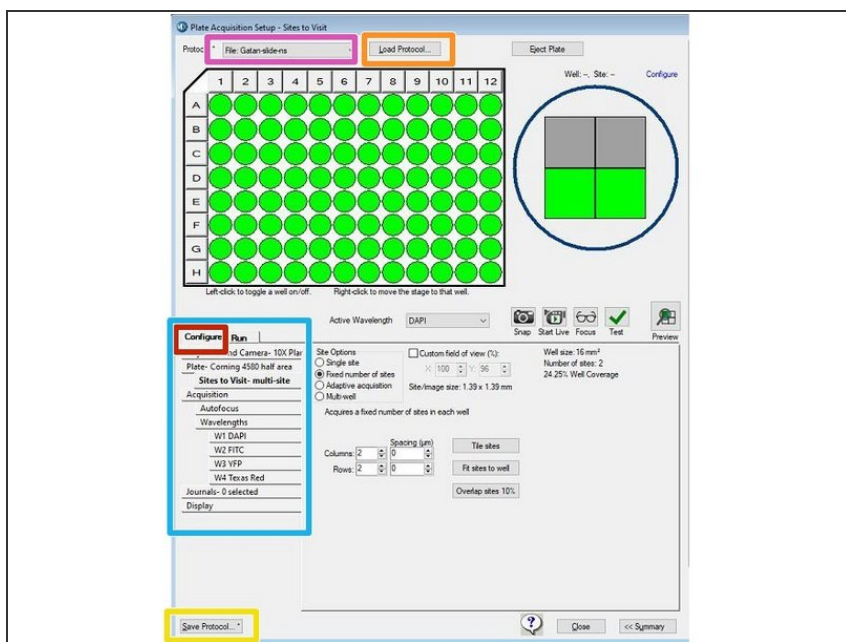 Plate Acquisition Setup - Sites to Visit
Protoc * File: Gatan-slide-ns Load Protocol... Eject Plate
Well: -, Site: - Configure
1 2 3 4 5 6 7 8 9 10 11 12
A
B
C
D
E
F
G
H
Left-click to toggle a well on/off. Right-click to move the stage to that well.
Active Wavelength DAPI
Snap Start Live Focus Test Preview
Configure Run
nd Camera- 10X Plan
Plate- Corning 4580 half area
Sites to Visit- multi-site
Acquisition
Autofocus
Wavelengths
W1 DAPI
W2 FITC
W3 YFP
W4 Texas Red
Journals- 0 selected
Display
Site Options
Single site
Fixed number of sites
Adaptive acquisition
Multi-well
Custom field of view (%):
X: 100 Y: 96
Site/image size: 1.39 x 1.39 mm
Well size: 16 mm²
Number of sites: 2
24.25% Well Coverage
Acquires a fixed number of sites in each well
Spacing (µm)
Columns: 2 0
Rows: 2 0
Tile sites
Fit sites to well
Overlap sites 10%
Save Protocol...* ? Close << Summary